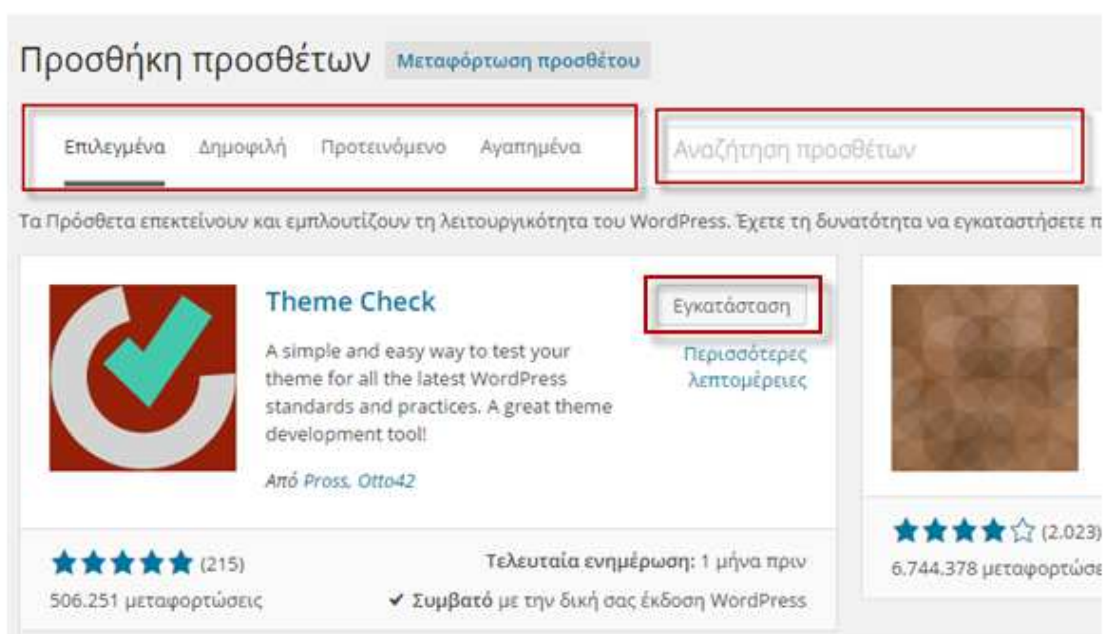 Προσθήκη προσθέτων Μεταφόρτωση προσθέτου
Επιλεγμένα Δημοφιλή Προτεινόμενο Αγαπημένα Αναζήτηση προσθέτων
Τα Πρόσθετα επεκτείνουν και εμπλουτίζουν τη λειτουργικότητα του WordPress. Έχετε τη δυνατότητα να εγκαταστήσετε
Theme Check
Εγκατάσταση
A simple and easy way to test your
theme for all the latest WordPress
standards and practices. A great theme
development tool!
Περισσότερες
λεπτομέρειες
Από Pross, Otto42
(215)
506.251 μεταφορτώσεις
Τελευταία ενημέρωση: 1 μήνα πριν
✔ Συμβατό με την δική σας έκδοση WordPress
(2.023)
6.744.378